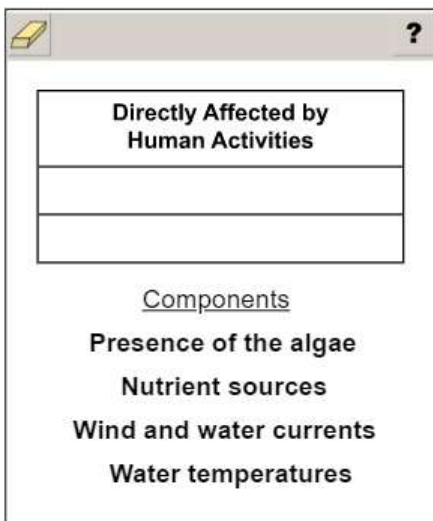 ?
Directly Affected by
Human Activities
Components
Presence of the algae
Nutrient sources
Wind and water currents
Water temperatures